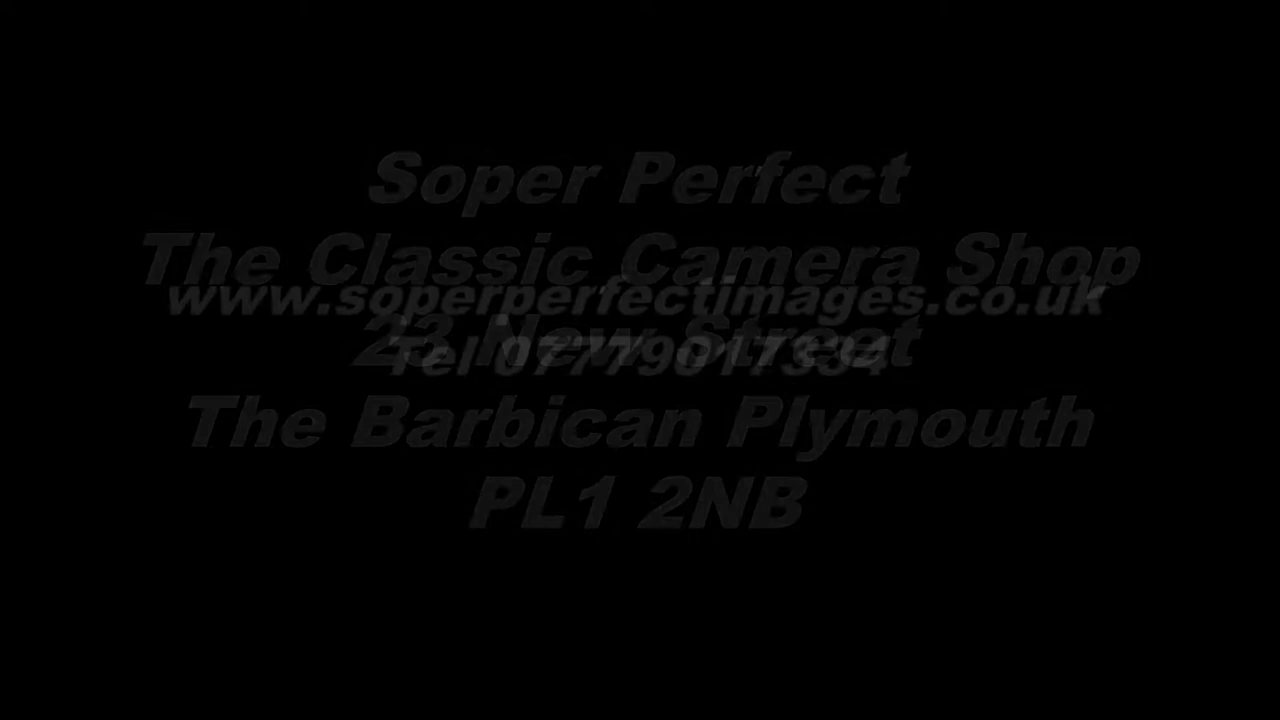 Soper Perfect
The Classic Camera Shop
www.soperperfectimages.co.uk
23 New Street
Tel 07779017334
The Barbican Plymouth
PL1 2NB